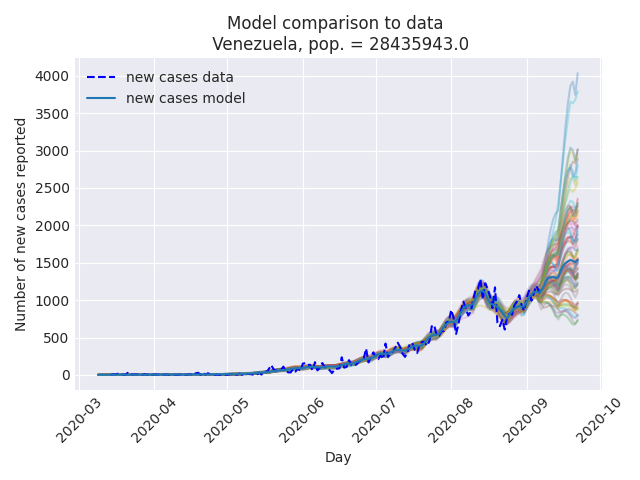 Model comparison to data
Venezuela, pop. = 28435943.0
new cases data
new cases model
Number of new cases reported
4000
3500
3000
2500
2000
1500
1000
500
0
2020-03
2020-04
2020-05
2020-06
2020-07
2020-08
2020-09
2020-10
Day